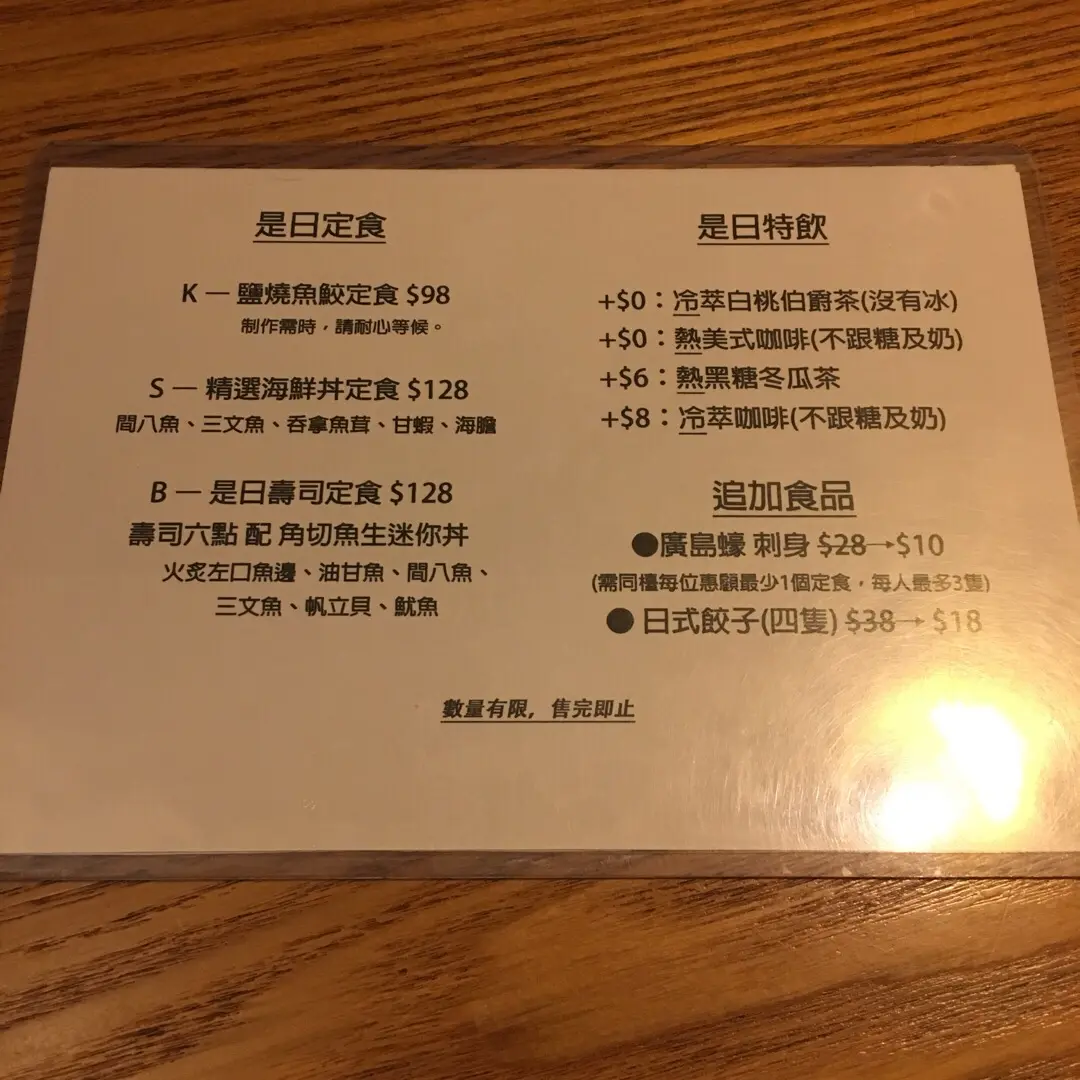 是日定食
K — 鹽燒魚鮫定食 $98
制作需時，請耐心等候。
S — 精選海鮮丼定食 $128
間八魚、三文魚、吞拿魚茸、甘蝦、海膽
B — 是日壽司定食 $128
壽司六點 配 角切魚生迷你丼
火炙左口魚邊、油甘魚、間八魚、
三文魚、帆立貝、魷魚
是日特飲
+$0：冷萃白桃伯爵茶(沒有冰)
+$0：熱美式咖啡(不跟糖及奶)
+$6：熱黑糖冬瓜茶
+$8：冷萃咖啡(不跟糖及奶)
追加食品
●廣島蠔 刺身 $28→$10
(需同檯每位惠顧最少1個定食，每人最多3隻)
● 日式餃子(四隻) $38→ $18
數量有限，售完即止